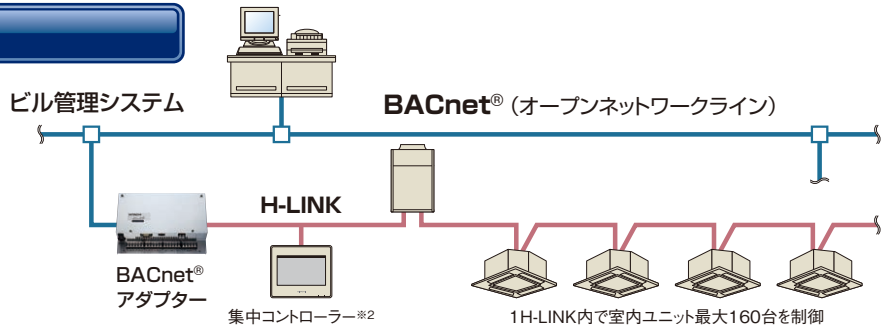 ビル管理システム
BACnet®（オープンネットワークライン）
H-LINK
BACnet®
アダプター
集中コントローラー※2
1H-LINK内で室内ユニット最大160台を制御